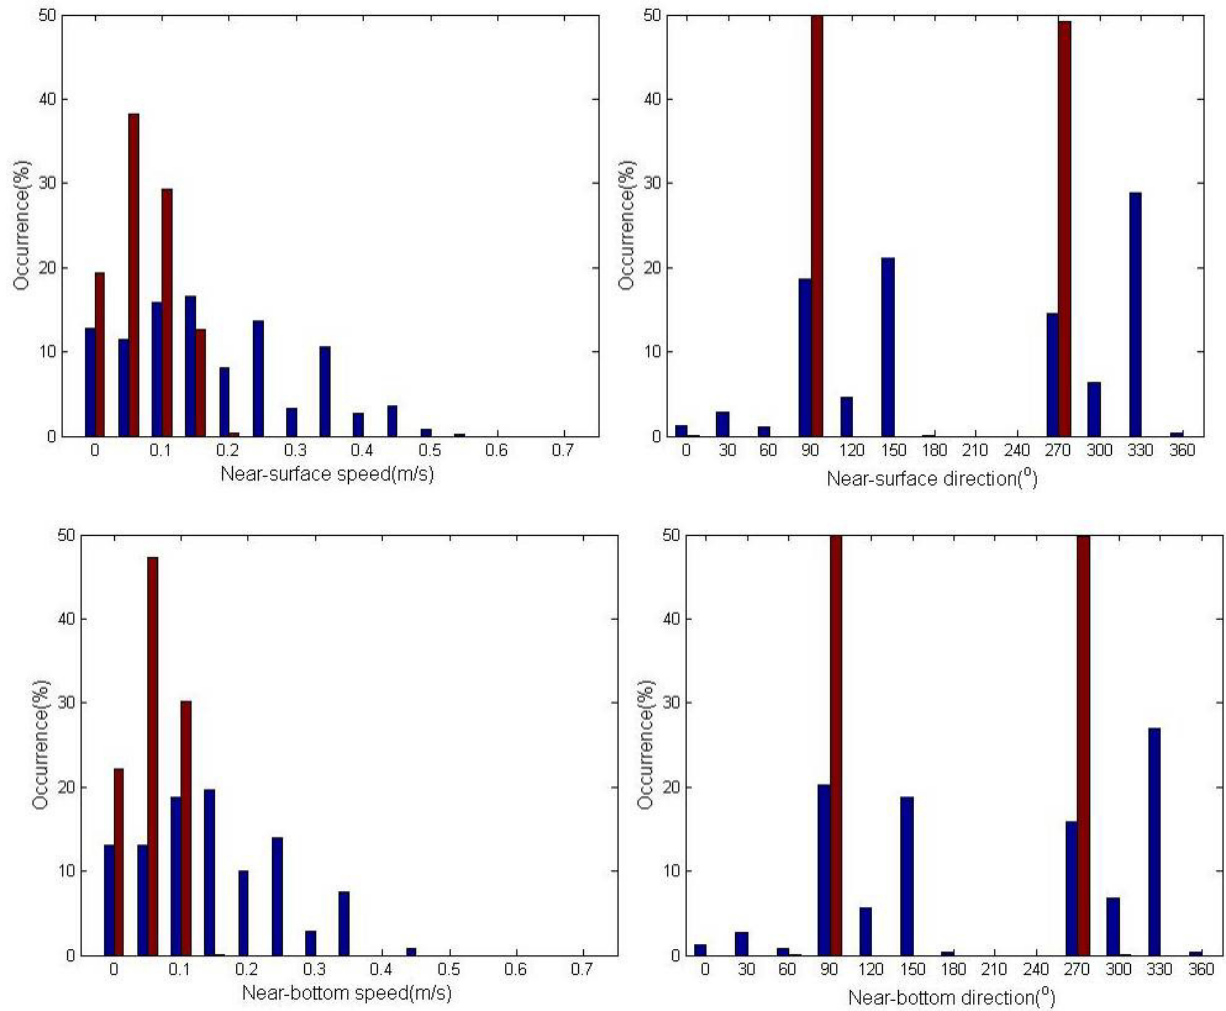 50
40
30
20
10
0
Occurrence(%)
0 0.1 0.2 0.3 0.4 0.5 0.6 0.7
Near-surface speed(m/s)
50
40
30
20
10
0
Occurrence(%)
0 30 60 90 120 150 180 210 240 270 300 330 360
Near-surface direction(⁰)
50
40
30
20
10
0
Occurrence(%)
0 0.1 0.2 0.3 0.4 0.5 0.6 0.7
Near-bottom speed(m/s)
50
40
30
20
10
0
Occurrence(%)
0 30 60 90 120 150 180 210 240 270 300 330 360
Near-bottom direction(⁰)